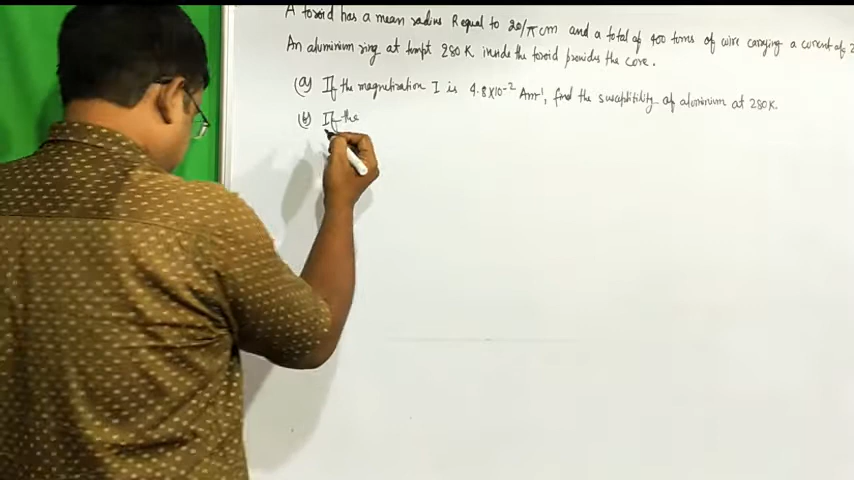 A toroid has a mean radius R equal to 20/π cm and a total of 400 turns of wire carrying a current of 2
An aluminium ring at tempt 280 K inside the toroid provides the core.
(a) If the magnetization I is 4.8×10⁻² Am⁻¹, find the susceptibility of aluminium at 280K.
(b) If the